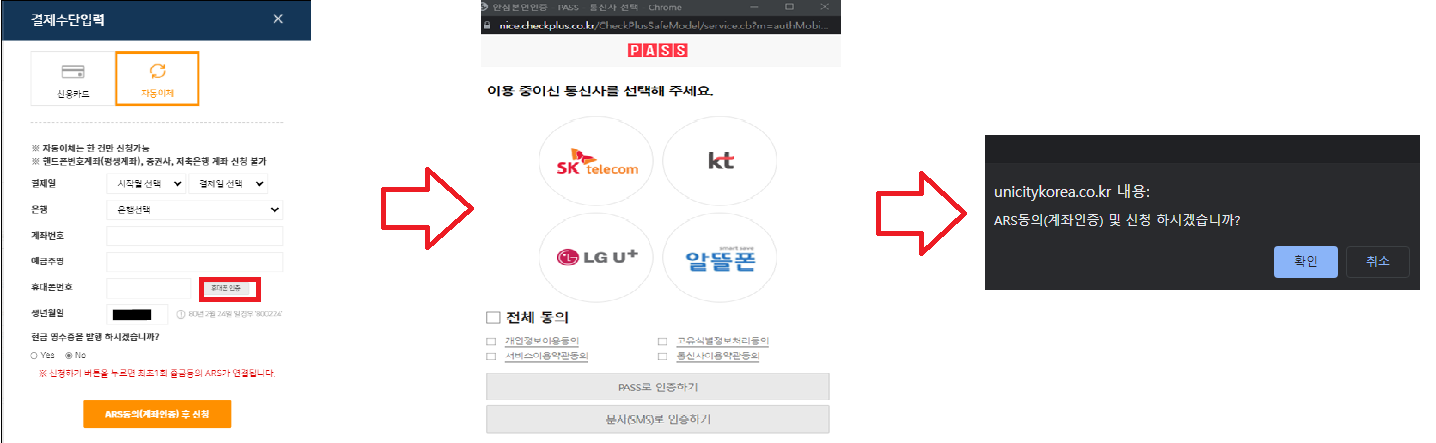 결제수단입력
신용카드
자동이체
※ 자동이체는 한 건만 신청가능
※ 핸드폰번호계좌(평생계좌), 증권사, 저축은행 계좌 신청 불가
결제일
시작월 선택
결제일 선택
은행
은행선택
계좌번호
예금주명
휴대폰번호
휴대폰인증
생년월일
80년 2월 24일 일경우 '800224'
현금 영수증을 발행 하시겠습니까?
Yes
No
※ 신청하기 버튼을 누르면 최초1회 출금동의 ARS가 연결됩니다.
ARS동의(계좌인증) 후 신청
안심본인인증 PASS 통신사 선택 Chrome
nice.checkplus.co.kr/CheckPlusSafeModel/service.cb?m=authMobi...
PASS
이용 중이신 통신사를 선택해 주세요.
SK telecom
kt
LG U+
smart save
알뜰폰
전체 동의
개인정보이용동의
고유식별정보처리동의
서비스이용약관동의
통신사이용약관동의
PASS로 인증하기
문자(SMS)로 인증하기
unicitykorea.co.kr 내용:
ARS동의(계좌인증) 및 신청 하시겠습니까?
확인
취소